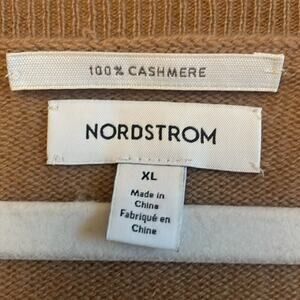 100% CASHMERE
NORDSTROM
XL
Made in
China
Fabriqué en
Chine